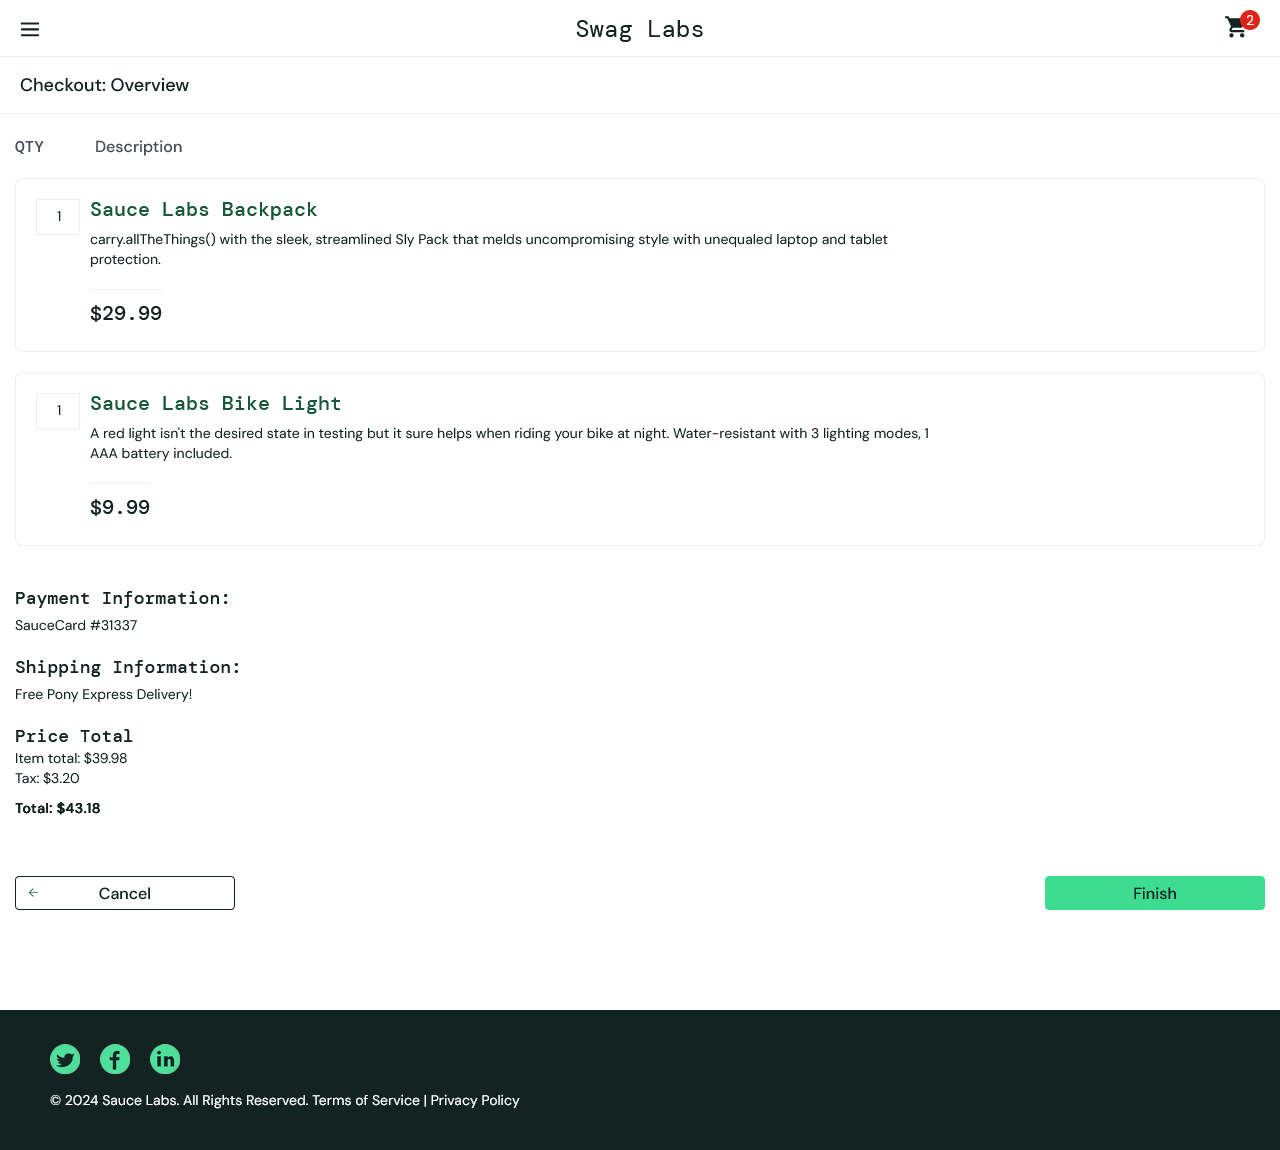 Swag Labs
2
Checkout: Overview
QTY Description
1
Sauce Labs Backpack
carry.allTheThings() with the sleek, streamlined Sly Pack that melds uncompromising style with unequaled laptop and tablet
protection.
$29.99
1
Sauce Labs Bike Light
A red light isn't the desired state in testing but it sure helps when riding your bike at night. Water-resistant with 3 lighting modes, 1
AAA battery included.
$9.99
Payment Information:
SauceCard #31337
Shipping Information:
Free Pony Express Delivery!
Price Total
Item total: $39.98
Tax: $3.20
Total: $43.18
Cancel
Finish
© 2024 Sauce Labs. All Rights Reserved. Terms of Service | Privacy Policy